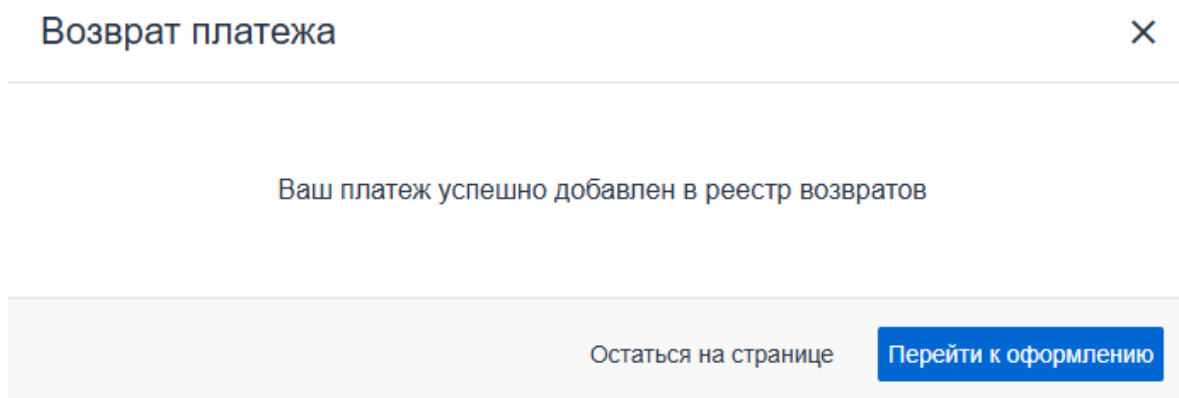 Возврат платежа
Ваш платеж успешно добавлен в реестр возвратов
Остаться на странице
Перейти к оформлению